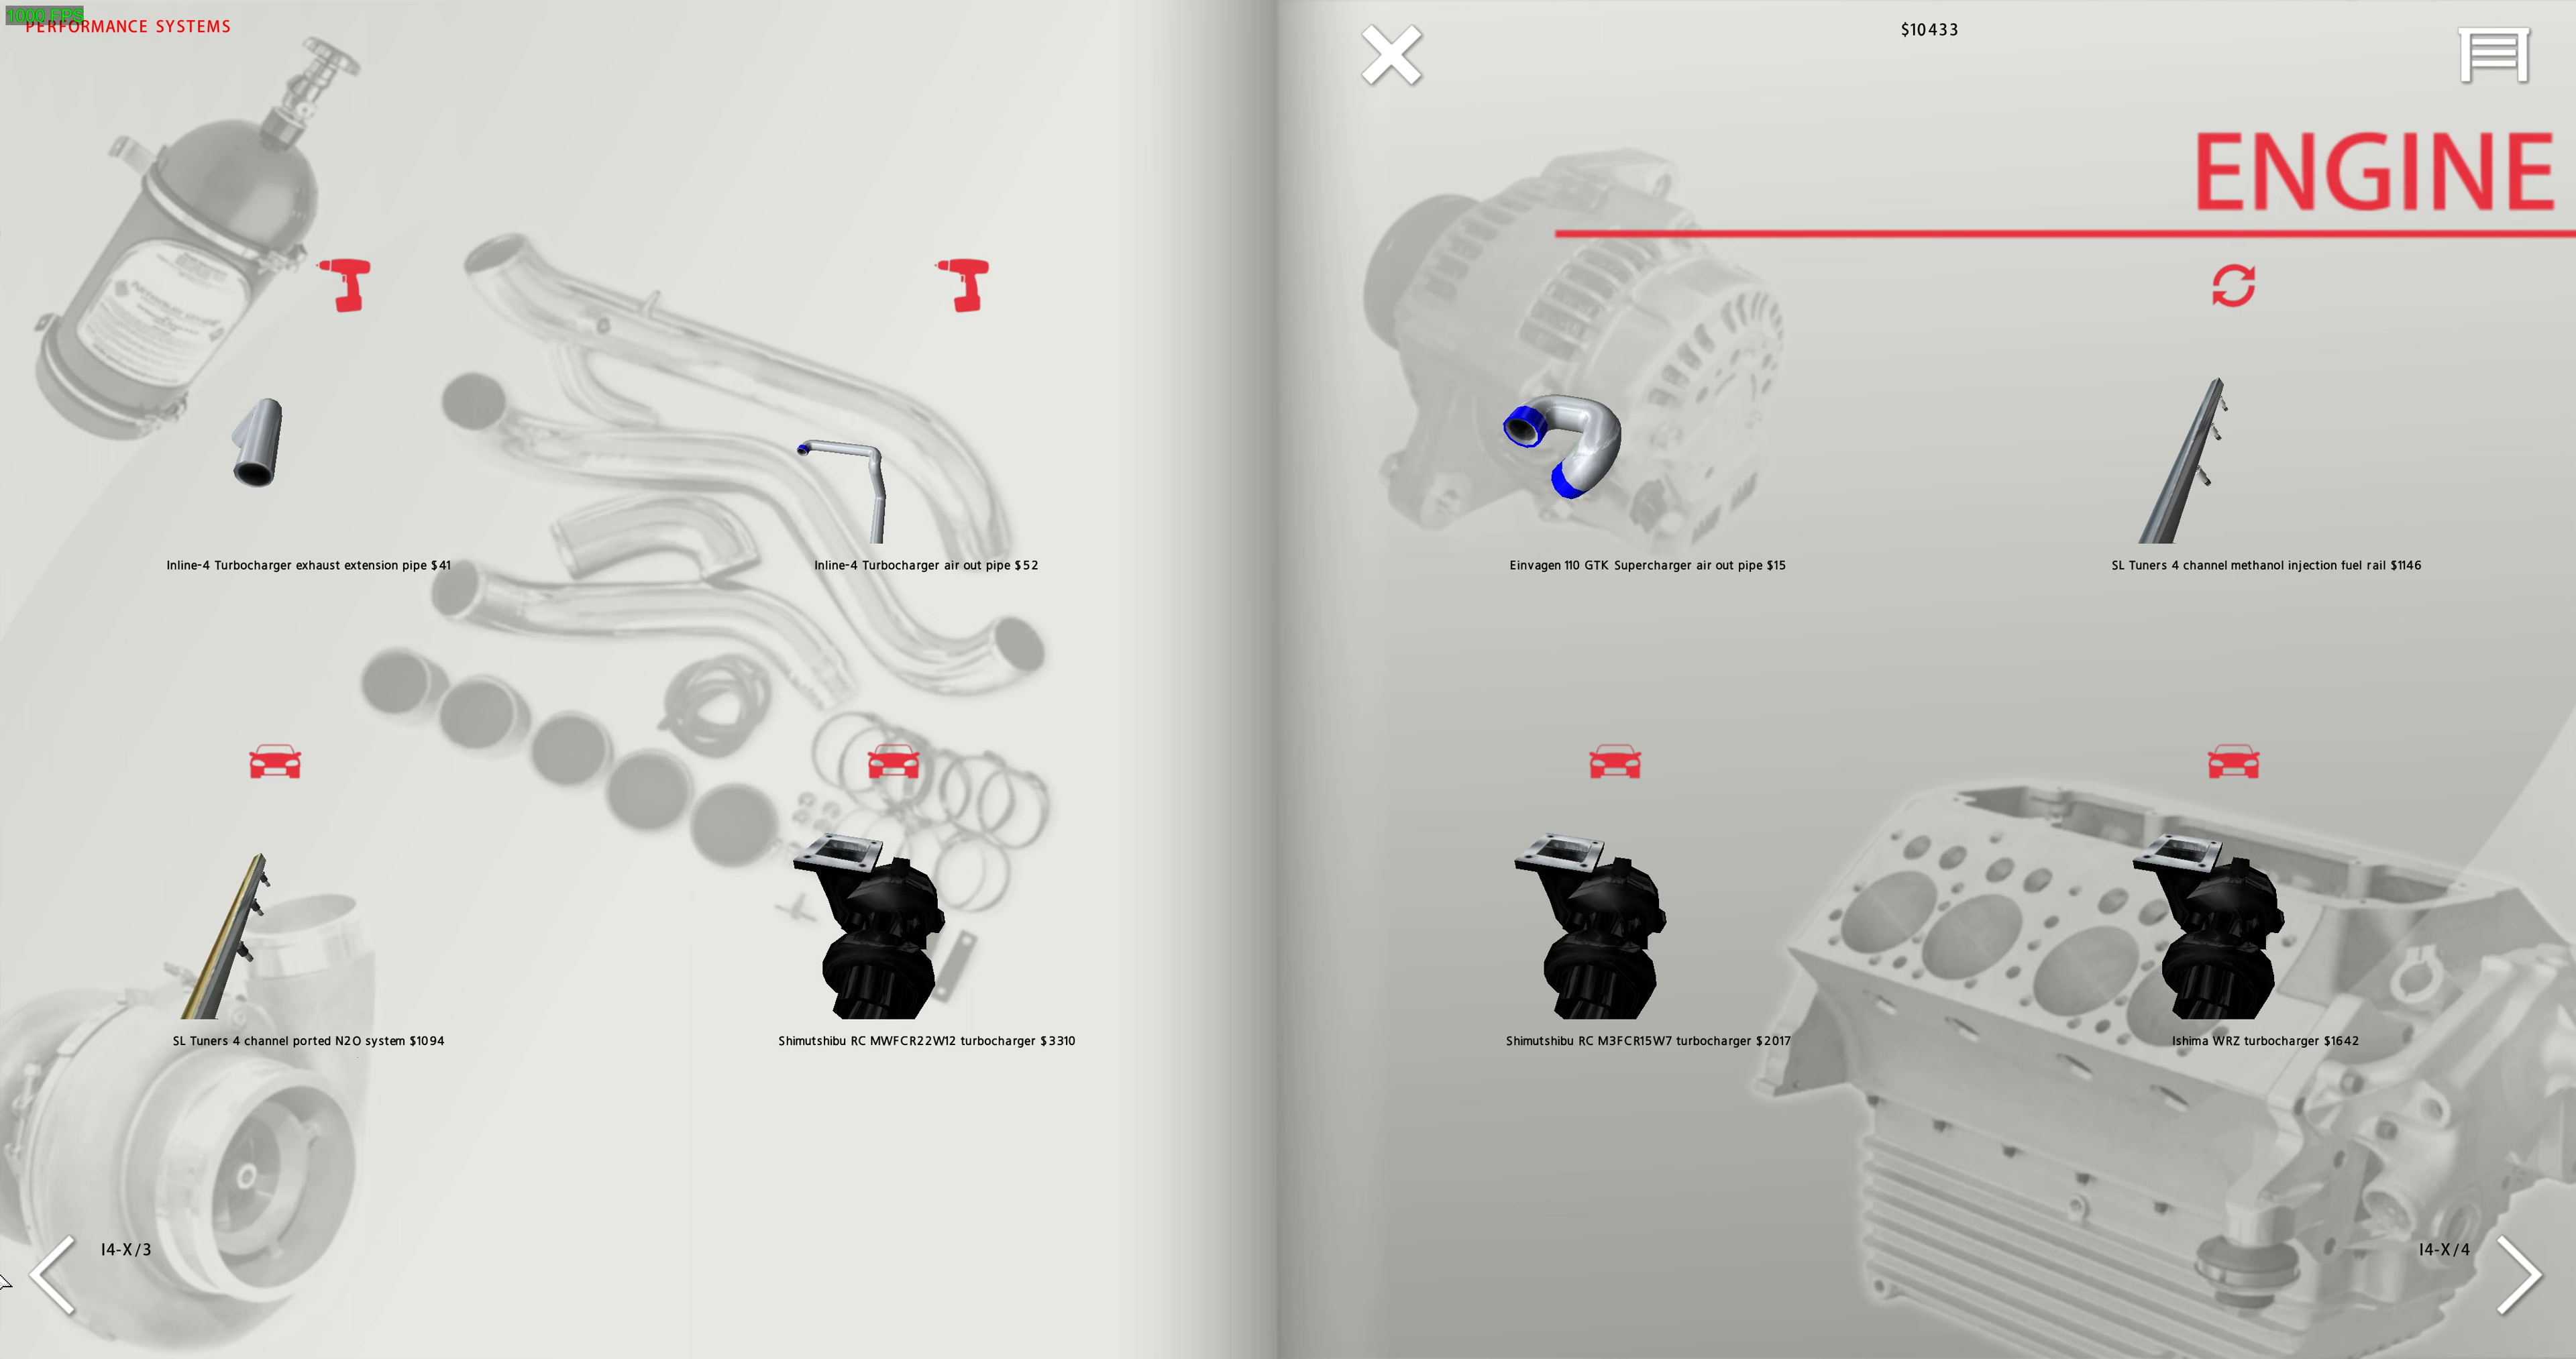 1000 FPS
PERFORMANCE SYSTEMS
$10433
ENGINE
Inline-4 Turbocharger exhaust extension pipe $41
Inline-4 Turbocharger air out pipe $52
Einvagen 110 GTK Supercharger air out pipe $15
SL Tuners 4 channel methanol injection fuel rail $1146
SL Tuners 4 channel ported N2O system $1094
Shimutshibu RC MWFCR22W12 turbocharger $3310
Shimutshibu RC M3FCR15W7 turbocharger $2017
Ishima WRZ turbocharger $1642
I4-X/3
I4-X/4